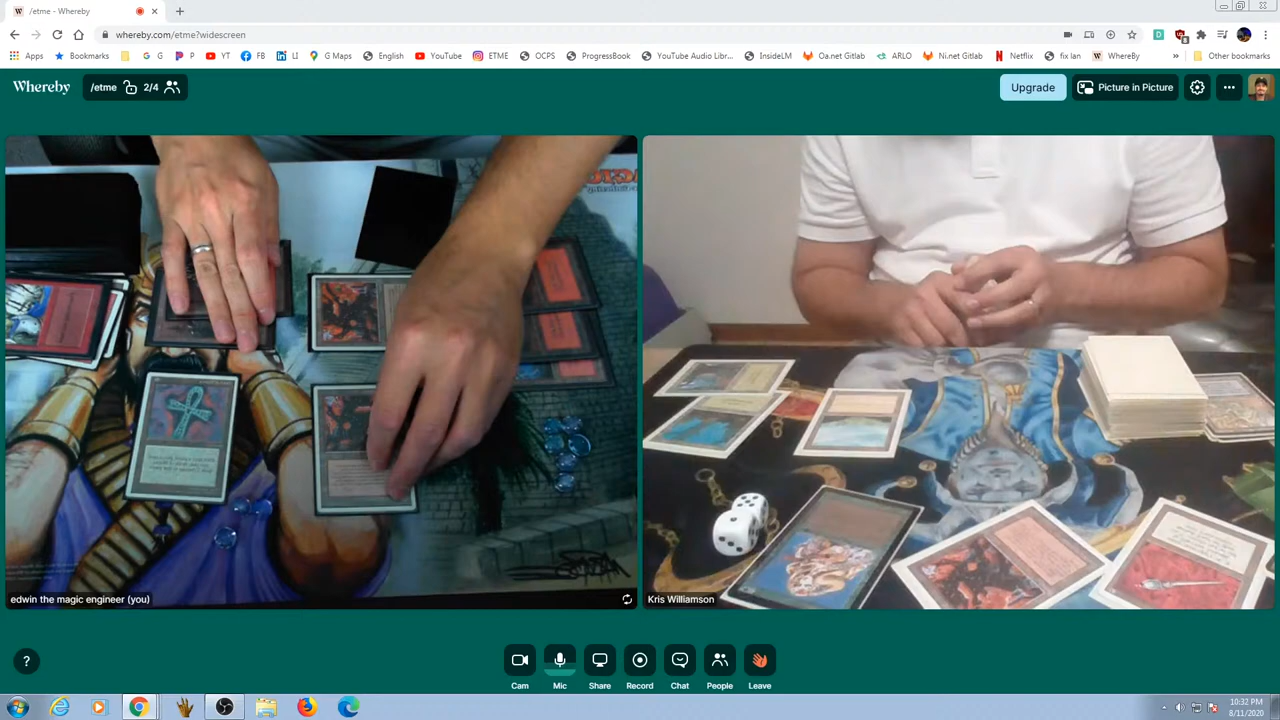 /etme - Whereby
whereby.com/etme?widescreen
Apps Bookmarks G P YT FB LI G Maps English YouTube ETME OCPS ProgressBook YouTube Audio Libr... InsideLM Oa.net Gitlab ARLO Ni.net Gitlab Netflix fix lan WhereBy » Other bookmarks
Whereby /etme 2/4 Upgrade Picture in Picture
edwin the magic engineer (you) Kris Williamson
? Cam Mic Share Record Chat People Leave
10:32 PM
8/11/2020